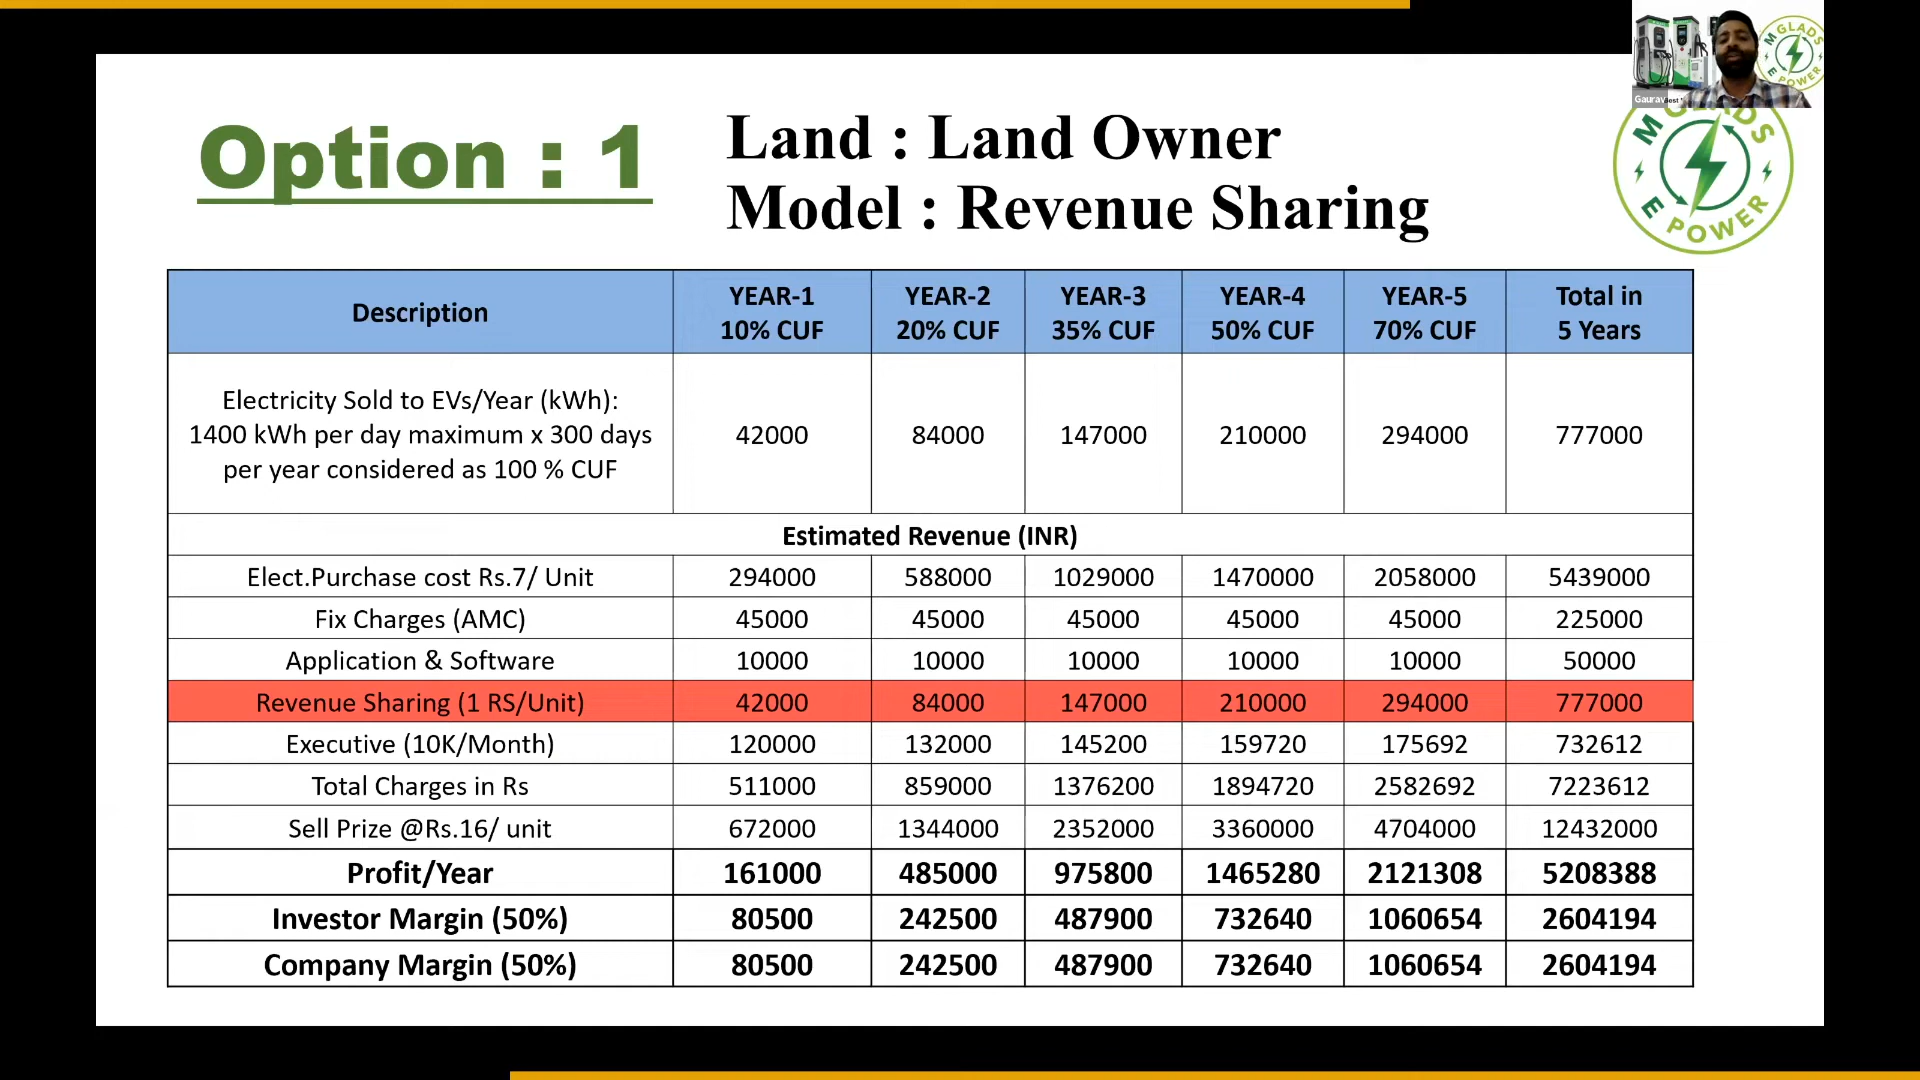 Gaurav
M GLADS
E POWER
Option : 1
Land : Land Owner
Model : Revenue Sharing
M GLADS
E POWER
Description YEAR-1 10% CUF YEAR-2 20% CUF YEAR-3 35% CUF YEAR-4 50% CUF YEAR-5 70% CUF Total in 5 Years
Electricity Sold to EVs/Year (kWh):
1400 kWh per day maximum x 300 days 42000 84000 147000 210000 294000 777000
per year considered as 100 % CUF
Estimated Revenue (INR)
Elect.Purchase cost Rs.7/ Unit 294000 588000 1029000 1470000 2058000 5439000
Fix Charges (AMC) 45000 45000 45000 45000 45000 225000
Application & Software 10000 10000 10000 10000 10000 50000
Revenue Sharing (1 RS/Unit) 42000 84000 147000 210000 294000 777000
Executive (10K/Month) 120000 132000 145200 159720 175692 732612
Total Charges in Rs 511000 859000 1376200 1894720 2582692 7223612
Sell Prize @Rs.16/ unit 672000 1344000 2352000 3360000 4704000 12432000
Profit/Year 161000 485000 975800 1465280 2121308 5208388
Investor Margin (50%) 80500 242500 487900 732640 1060654 2604194
Company Margin (50%) 80500 242500 487900 732640 1060654 2604194